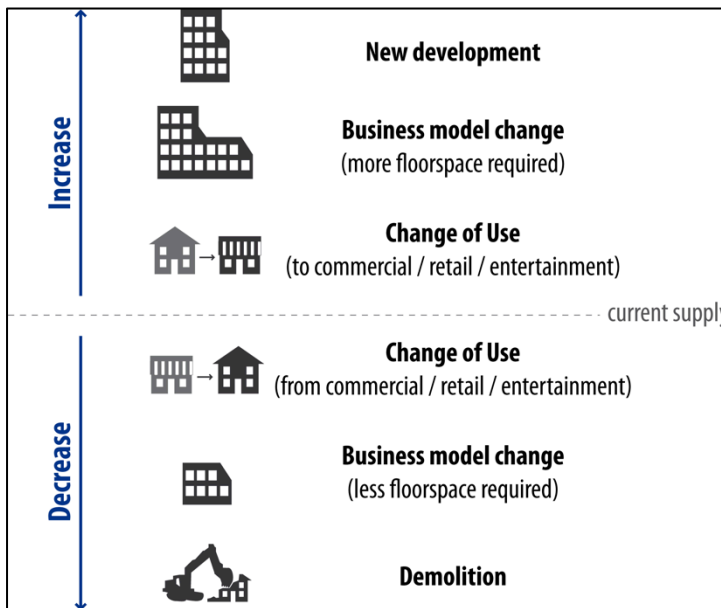 New development
Business model change
(more floorspace required)
Increase
Change of Use
(to commercial / retail / entertainment)
current supply
Change of Use
(from commercial / retail / entertainment)
Decrease
Business model change
(less floorspace required)
Demolition